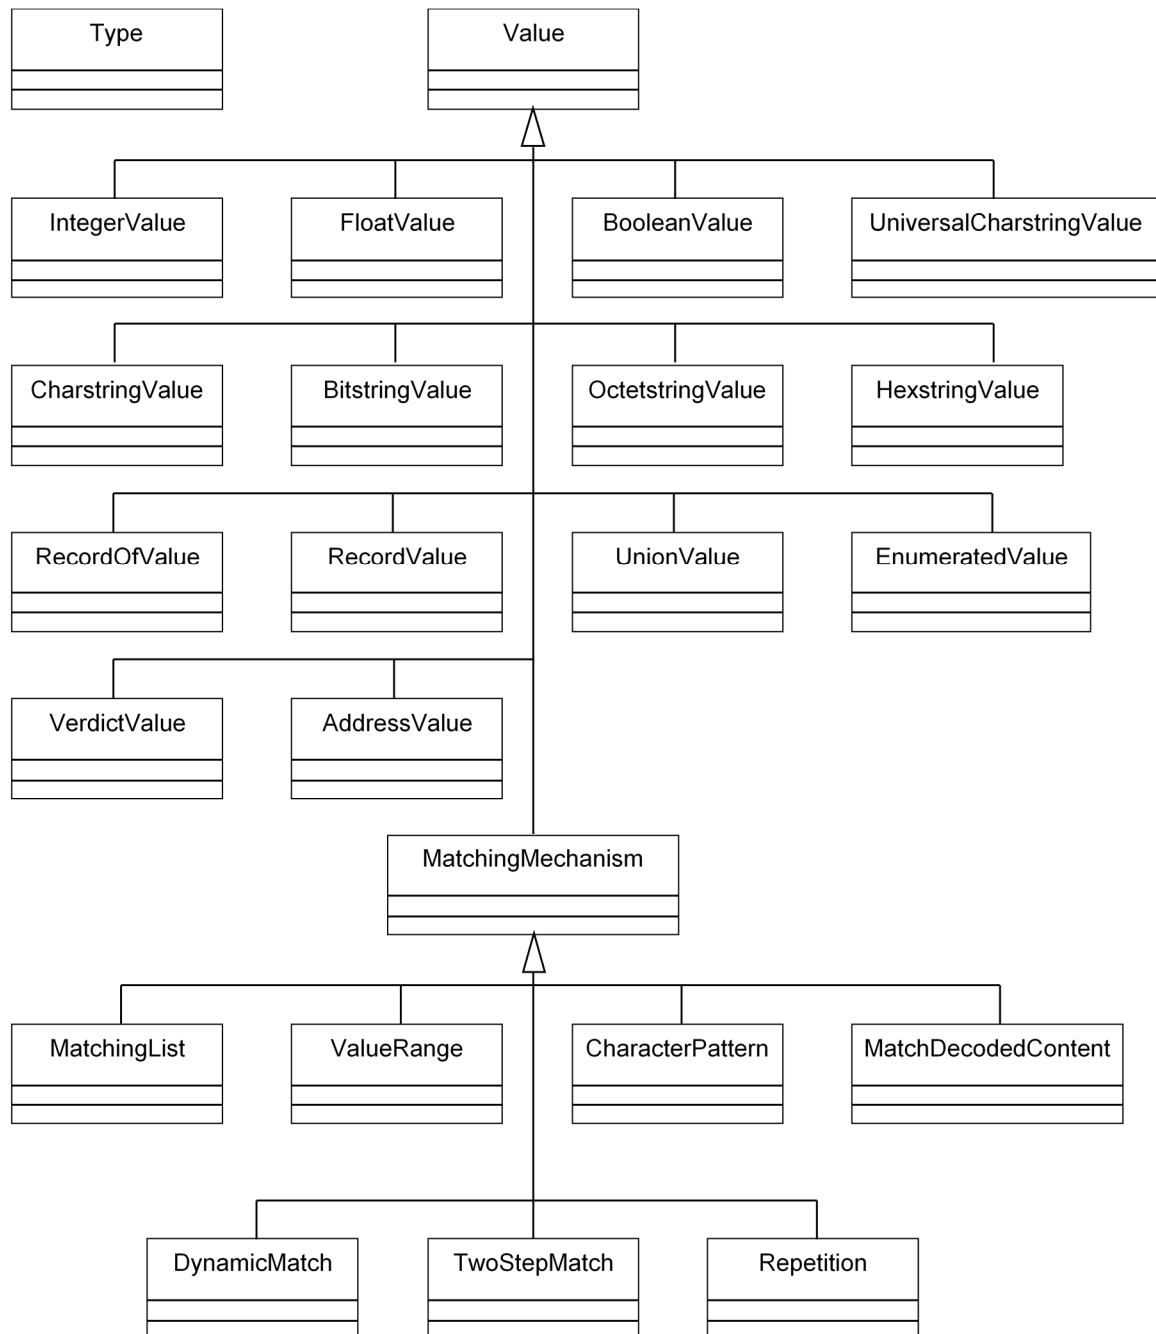 Type
Value
IntegerValue
FloatValue
BooleanValue
UniversalCharstringValue
CharstringValue
BitstringValue
OctetstringValue
HexstringValue
RecordOfValue
RecordValue
UnionValue
EnumeratedValue
VerdictValue
AddressValue
MatchingMechanism
MatchingList
ValueRange
CharacterPattern
MatchDecodedContent
DynamicMatch
TwoStepMatch
Repetition